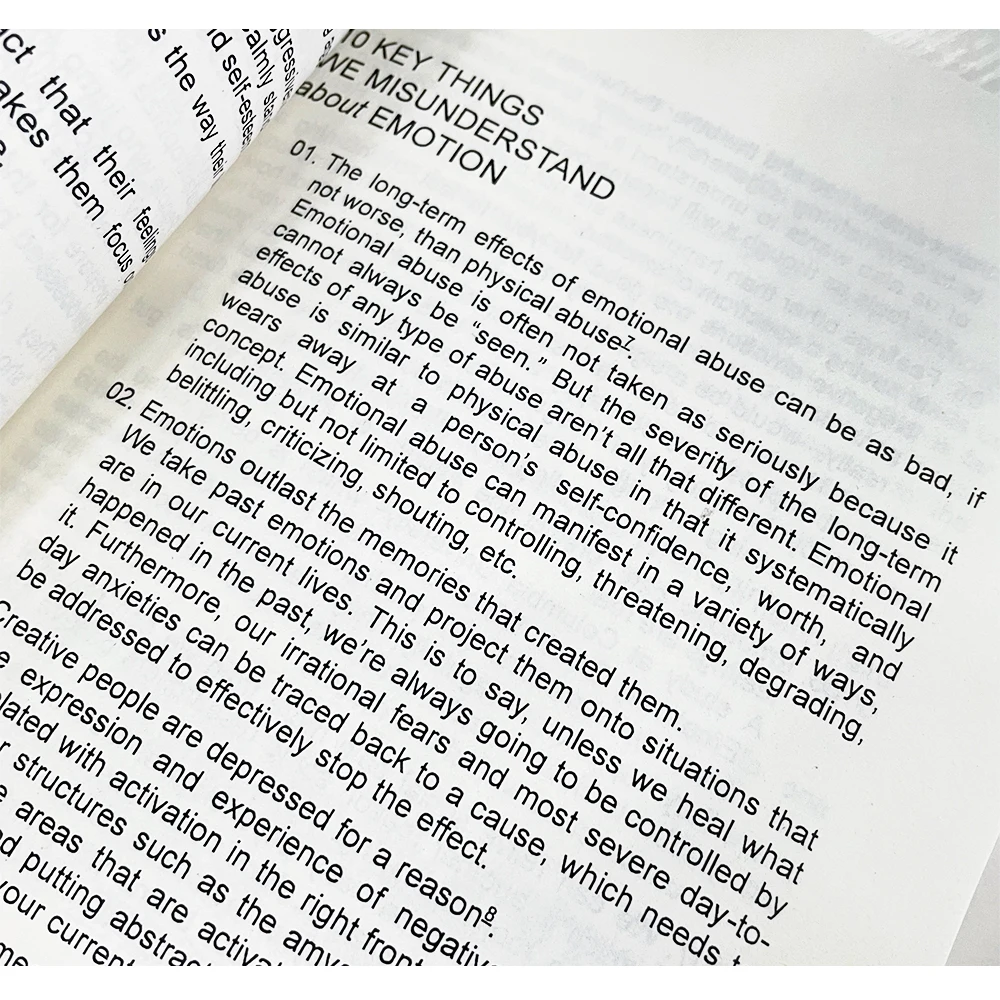 that their
them focus
the way their
10 KEY THINGS
WE MISUNDERSTAND
about EMOTION
01. The long-term effects of emotional abuse can be as bad, if
not worse, than physical abuse7.
Emotional abuse is often not taken as seriously because it
cannot always be “seen.” But the severity of the long-term
effects of any type of abuse aren’t all that different. Emotional
abuse is similar to physical abuse in that it systematically
wears away at a person’s self-confidence, worth, and
concept. Emotional abuse can manifest in a variety of ways,
including but not limited to controlling, threatening, degrading,
belittling, criticizing, shouting, etc.
02. Emotions outlast the memories that created them.
We take past emotions and project them onto situations that
are in our current lives. This is to say, unless we heal what
happened in the past, we’re always going to be controlled by
it. Furthermore, our irrational fears and most severe day-to-
day anxieties can be traced back to a cause, which needs
be addressed to effectively stop the effect.
Creative people are depressed for a reason8.
expression and experience of
with activation in the right
structures such as the
areas that are
putting
your current